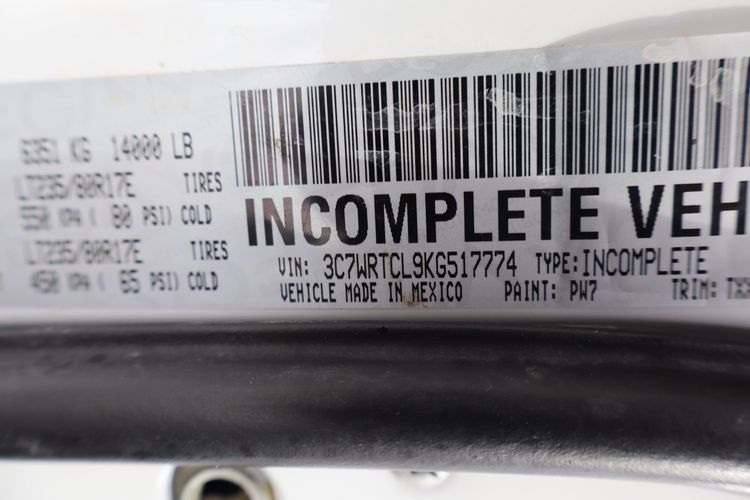 6351 KG 14000 LB
LT235/80R17E TIRES
550 KPA ( 80 PSI) COLD
LT235/80R17E TIRES
450 KPA ( 65 PSI) COLD
INCOMPLETE VEH
VIN: 3C7WRTCL9KG517774 TYPE:INCOMPLETE
VEHICLE MADE IN MEXICO PAINT: PW7 TRIM: